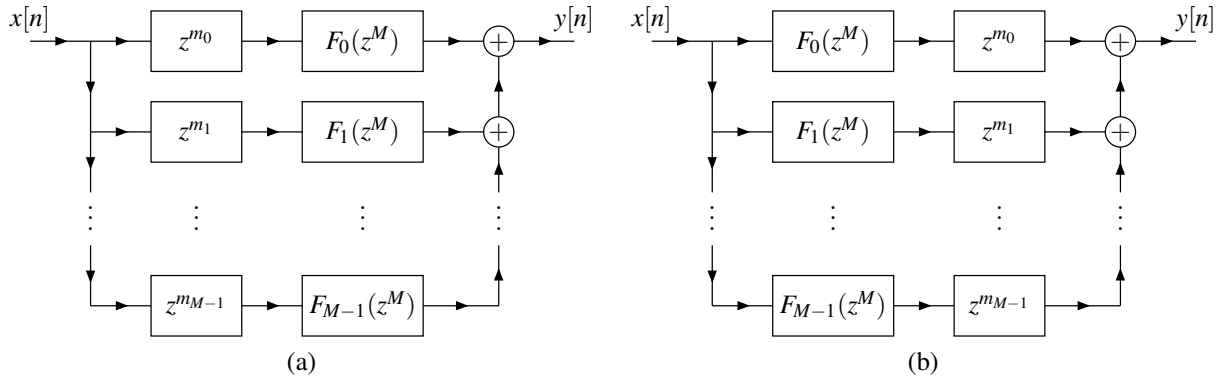 x[n] z^{m_0} F_0(z^M) + y[n]
z^{m_1} F_1(z^M) +
⋮ ⋮ ⋮ ⋮
z^{m_{M−1}} F_{M−1}(z^M)
(a)
x[n] F_0(z^M) z^{m_0} + y[n]
F_1(z^M) z^{m_1} +
⋮ ⋮ ⋮ ⋮
F_{M−1}(z^M) z^{m_{M−1}}
(b)